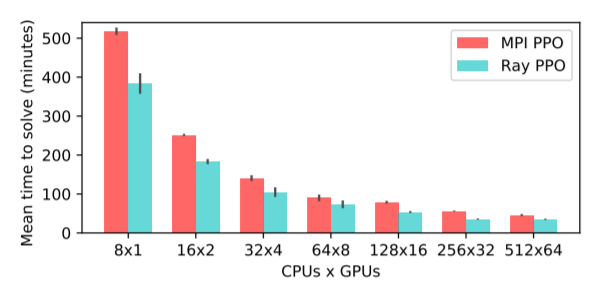 Mean time to solve (minutes)
500
400
300
200
100
0
MPI PPO
Ray PPO
8x1 16x2 32x4 64x8 128x16 256x32 512x64
CPUs x GPUs